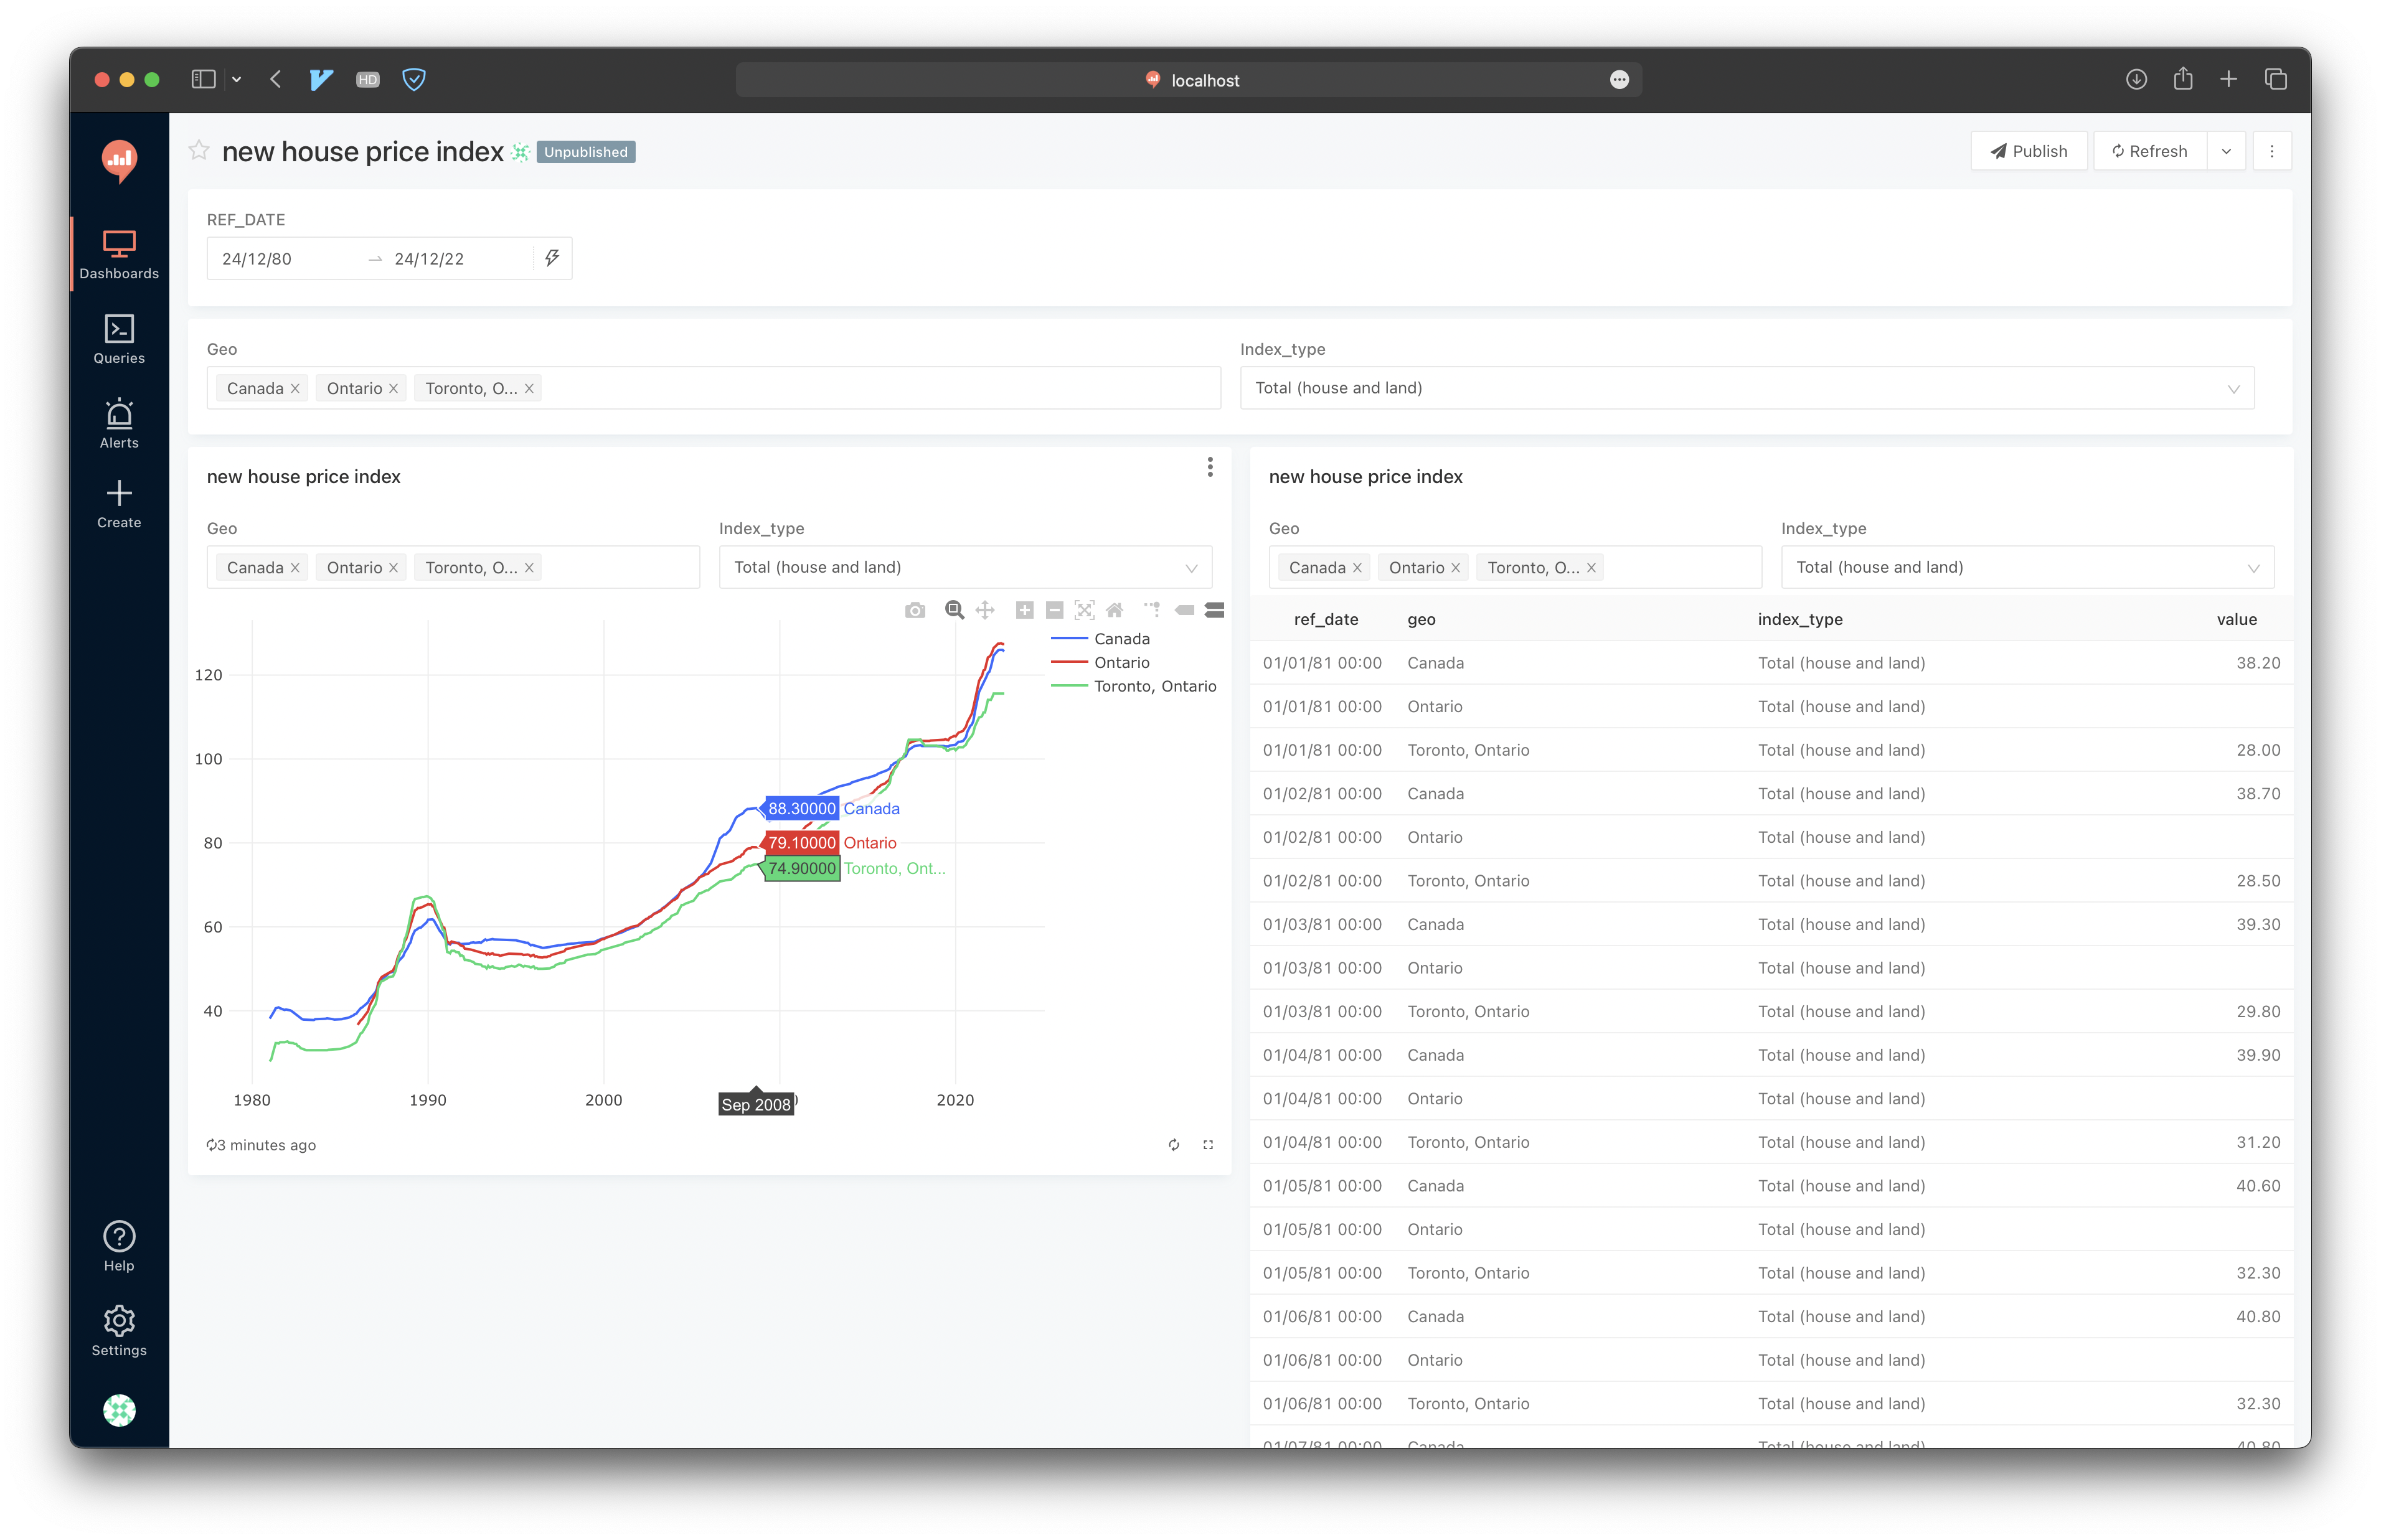 HD
localhost
new house price index Unpublished
Publish Refresh
Dashboards
Queries
Alerts
Create
Help
Settings
REF_DATE
24/12/80 → 24/12/22
Geo Index_type
Canada × Ontario × Toronto, O... × Total (house and land)
new house price index
Geo Index_type
Canada × Ontario × Toronto, O... × Total (house and land)
Canada
Ontario
Toronto, Ontario
120
100
80
60
40
88.30000 Canada
79.10000 Ontario
74.90000 Toronto, Ont...
1980 1990 2000 Sep 2008 2020
3 minutes ago
new house price index
Geo Index_type
Canada × Ontario × Toronto, O... × Total (house and land)
ref_date geo index_type value
01/01/81 00:00 Canada Total (house and land) 38.20
01/01/81 00:00 Ontario Total (house and land)
01/01/81 00:00 Toronto, Ontario Total (house and land) 28.00
01/02/81 00:00 Canada Total (house and land) 38.70
01/02/81 00:00 Ontario Total (house and land)
01/02/81 00:00 Toronto, Ontario Total (house and land) 28.50
01/03/81 00:00 Canada Total (house and land) 39.30
01/03/81 00:00 Ontario Total (house and land)
01/03/81 00:00 Toronto, Ontario Total (house and land) 29.80
01/04/81 00:00 Canada Total (house and land) 39.90
01/04/81 00:00 Ontario Total (house and land)
01/04/81 00:00 Toronto, Ontario Total (house and land) 31.20
01/05/81 00:00 Canada Total (house and land) 40.60
01/05/81 00:00 Ontario Total (house and land)
01/05/81 00:00 Toronto, Ontario Total (house and land) 32.30
01/06/81 00:00 Canada Total (house and land) 40.80
01/06/81 00:00 Ontario Total (house and land)
01/06/81 00:00 Toronto, Ontario Total (house and land) 32.30
01/07/81 00:00 Canada Total (house and land) 40.80